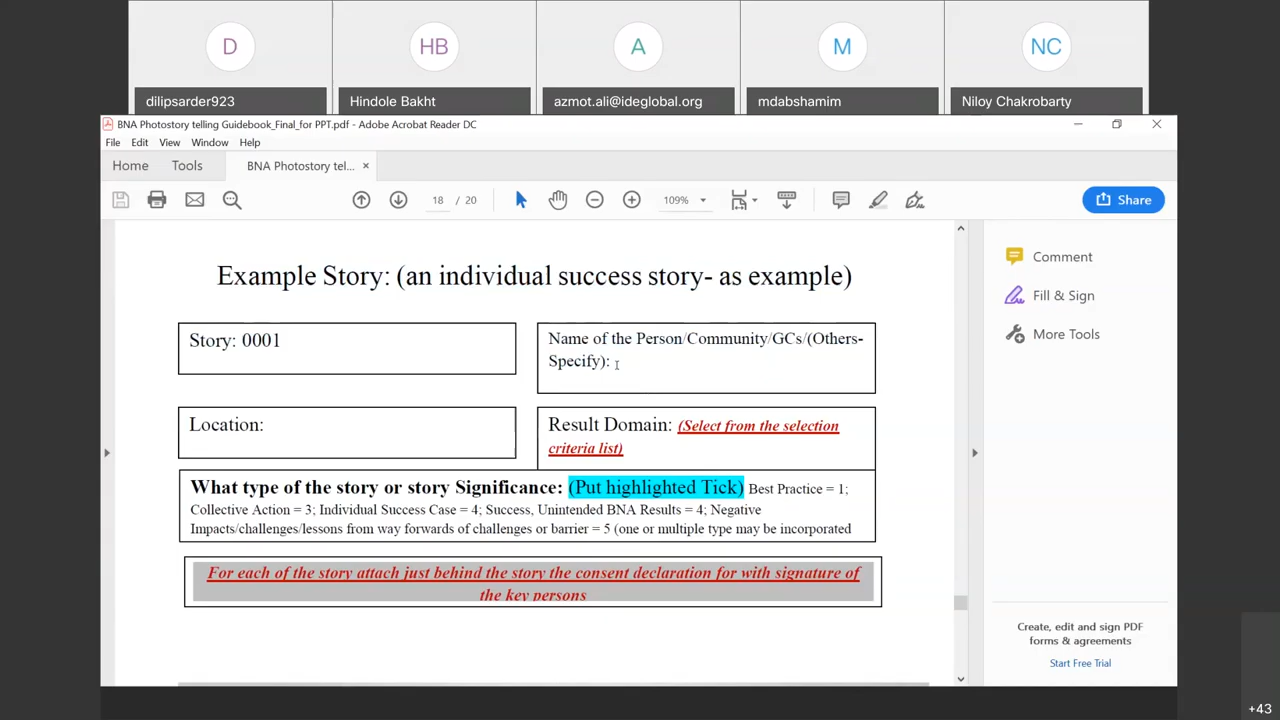 D
HB
A
M
NC
dilipsarder923
Hindole Bakht
azmot.ali@ideglobal.org
mdabshamim
Niloy Chakrobarty
BNA Photostory telling Guidebook_Final_for PPT.pdf - Adobe Acrobat Reader DC
File Edit View Window Help
Home Tools BNA Photostory tel...
18 / 20 109% Share
Example Story: (an individual success story- as example)
Story: 0001
Name of the Person/Community/GCs/(Others-
Specify):
Location:
Result Domain: (Select from the selection
criteria list)
What type of the story or story Significance: (Put highlighted Tick) Best Practice = 1;
Collective Action = 3; Individual Success Case = 4; Success, Unintended BNA Results = 4; Negative
Impacts/challenges/lessons from way forwards of challenges or barrier = 5 (one or multiple type may be incorporated
For each of the story attach just behind the story the consent declaration for with signature of
the key persons
Comment
Fill & Sign
More Tools
Create, edit and sign PDF
forms & agreements
Start Free Trial
+43